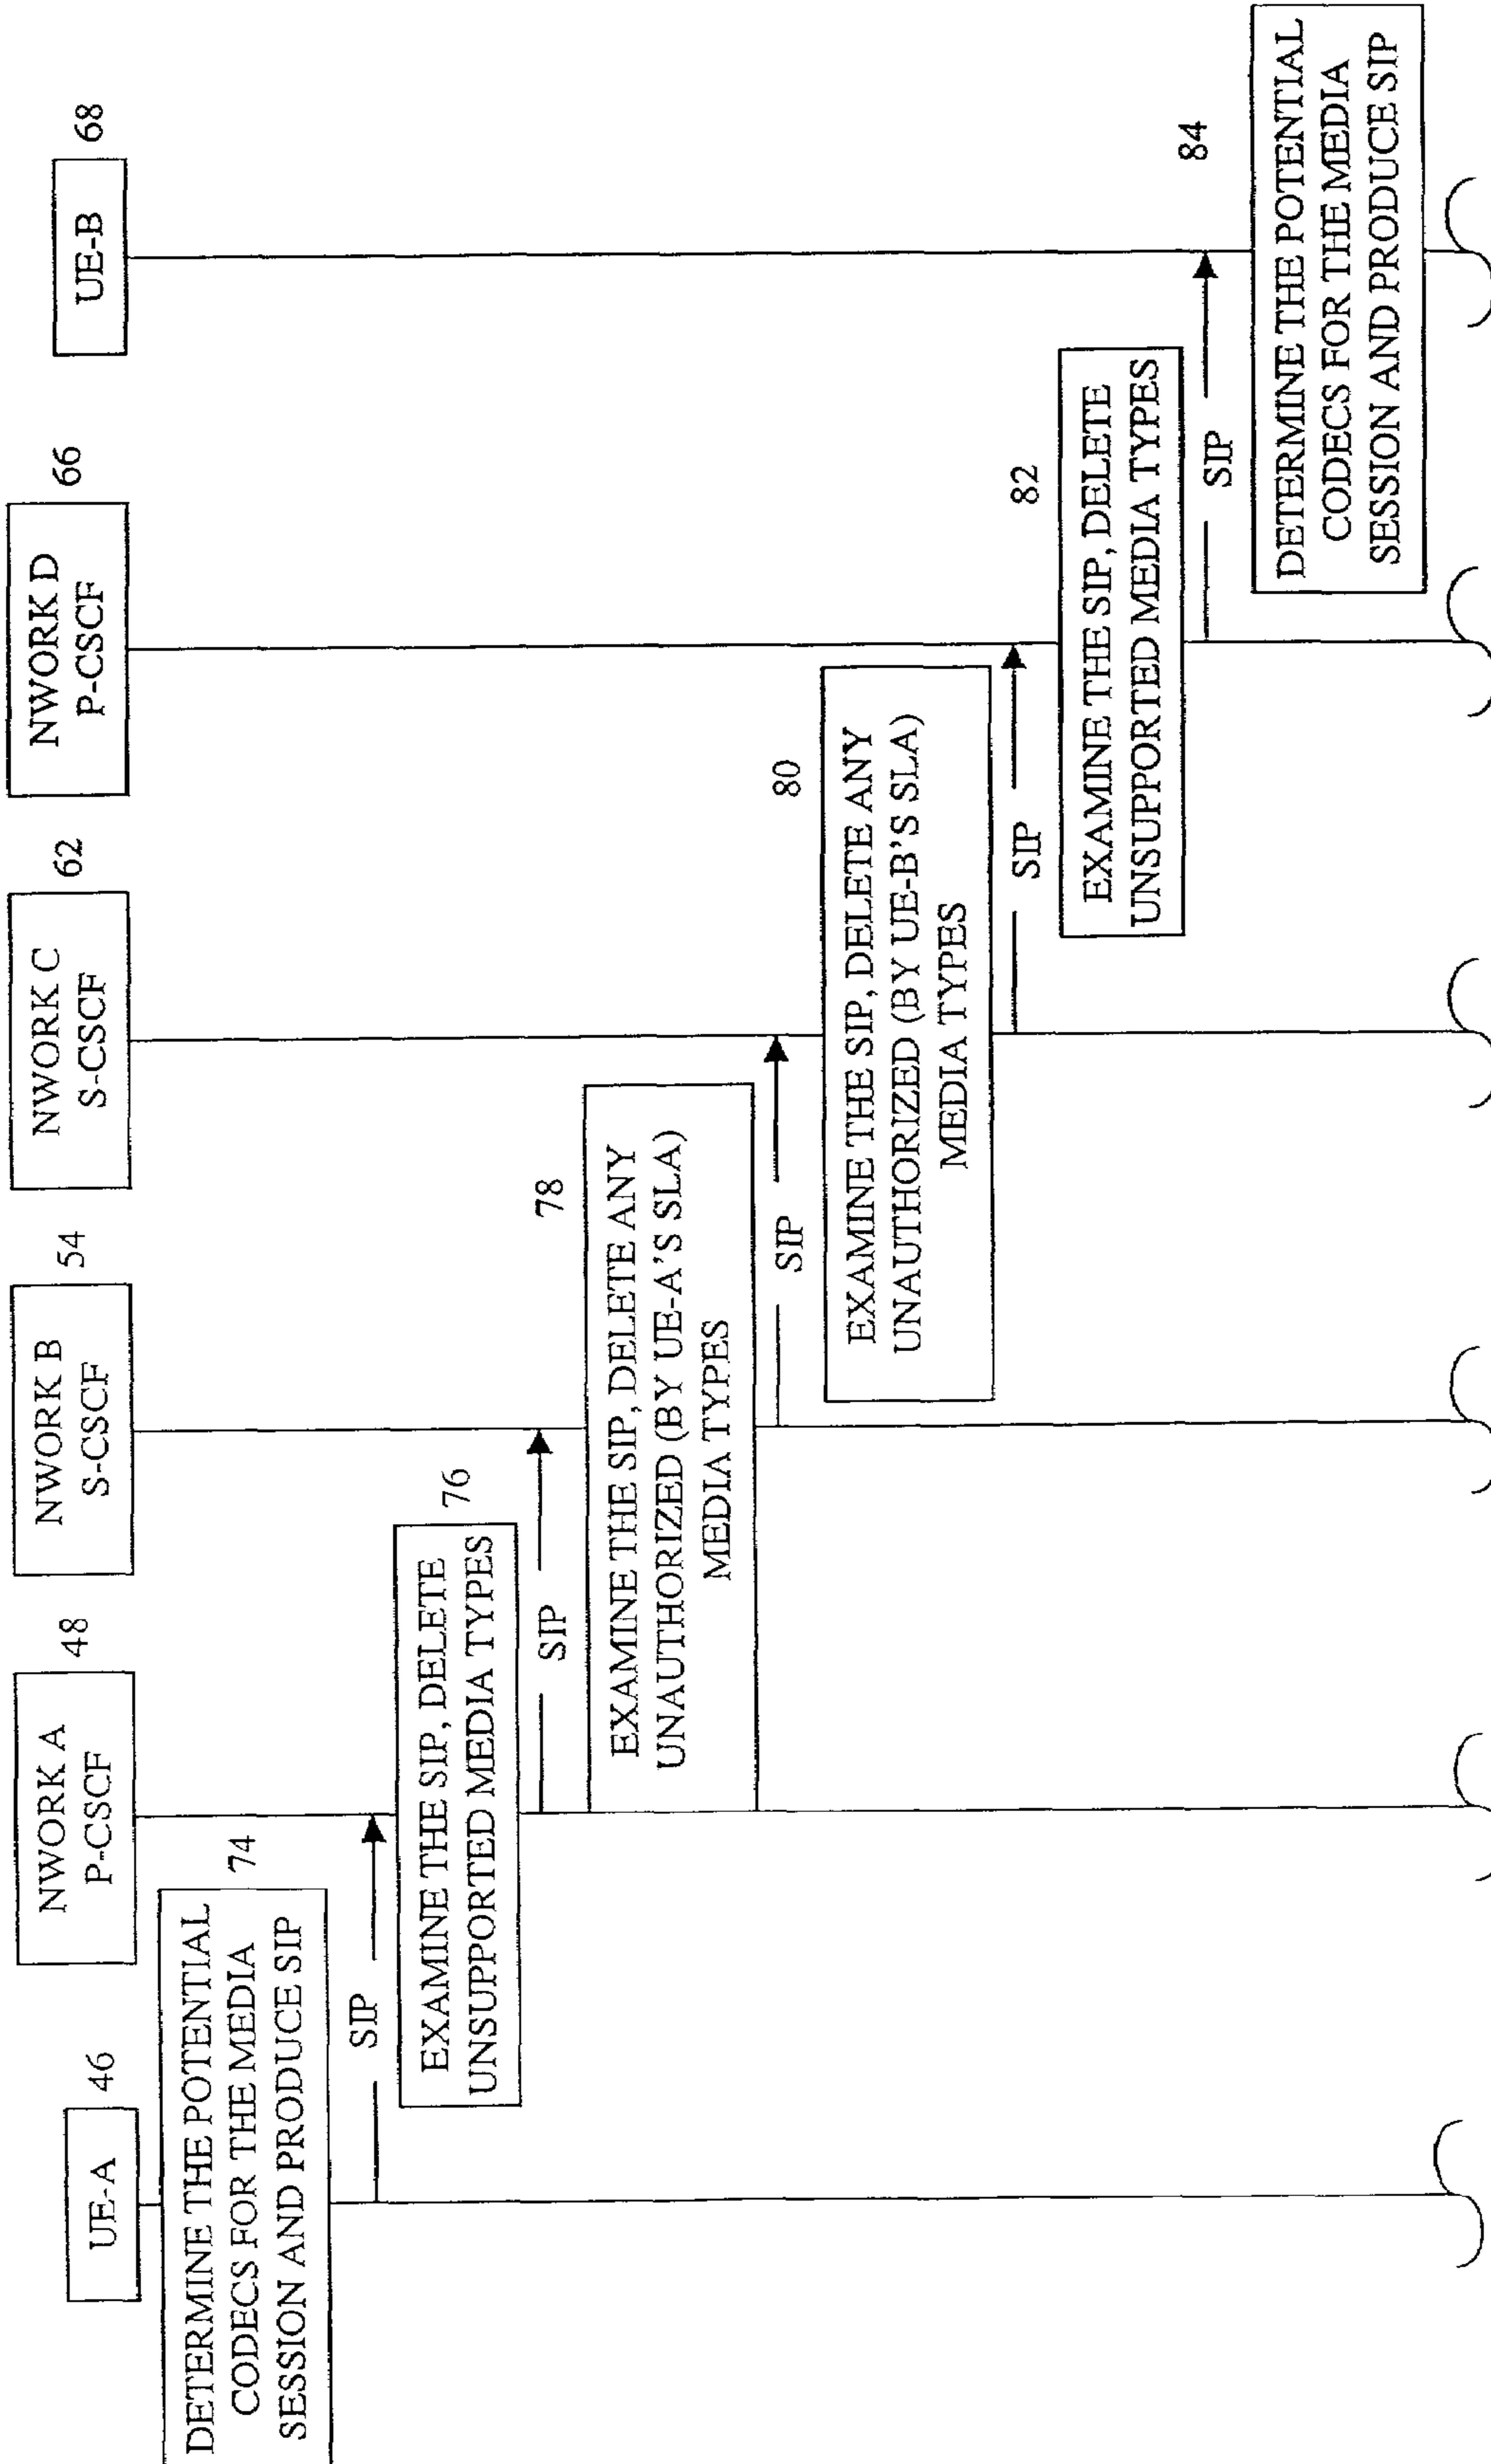 UE-A
46
NWORK A
P-CSCF
48
NWORK B
S-CSCF
54
NWORK C
S-CSCF
62
NWORK D
P-CSCF
66
UE-B
68
DETERMINE THE POTENTIAL
CODECS FOR THE MEDIA
SESSION AND PRODUCE SIP
74
SIP
EXAMINE THE SIP, DELETE
UNSUPPORTED MEDIA TYPES
76
SIP
EXAMINE THE SIP, DELETE ANY
UNAUTHORIZED (BY UE-A'S SLA)
MEDIA TYPES
78
SIP
EXAMINE THE SIP, DELETE ANY
UNAUTHORIZED (BY UE-B'S SLA)
MEDIA TYPES
80
SIP
EXAMINE THE SIP, DELETE
UNSUPPORTED MEDIA TYPES
82
SIP
DETERMINE THE POTENTIAL
CODECS FOR THE MEDIA
SESSION AND PRODUCE SIP
84